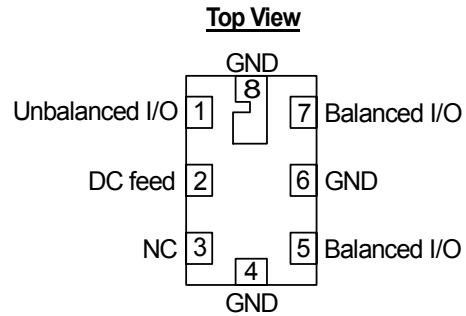 Top View
GND
8
Unbalanced I/O 1 7 Balanced I/O
DC feed 2 6 GND
NC 3 5 Balanced I/O
4
GND